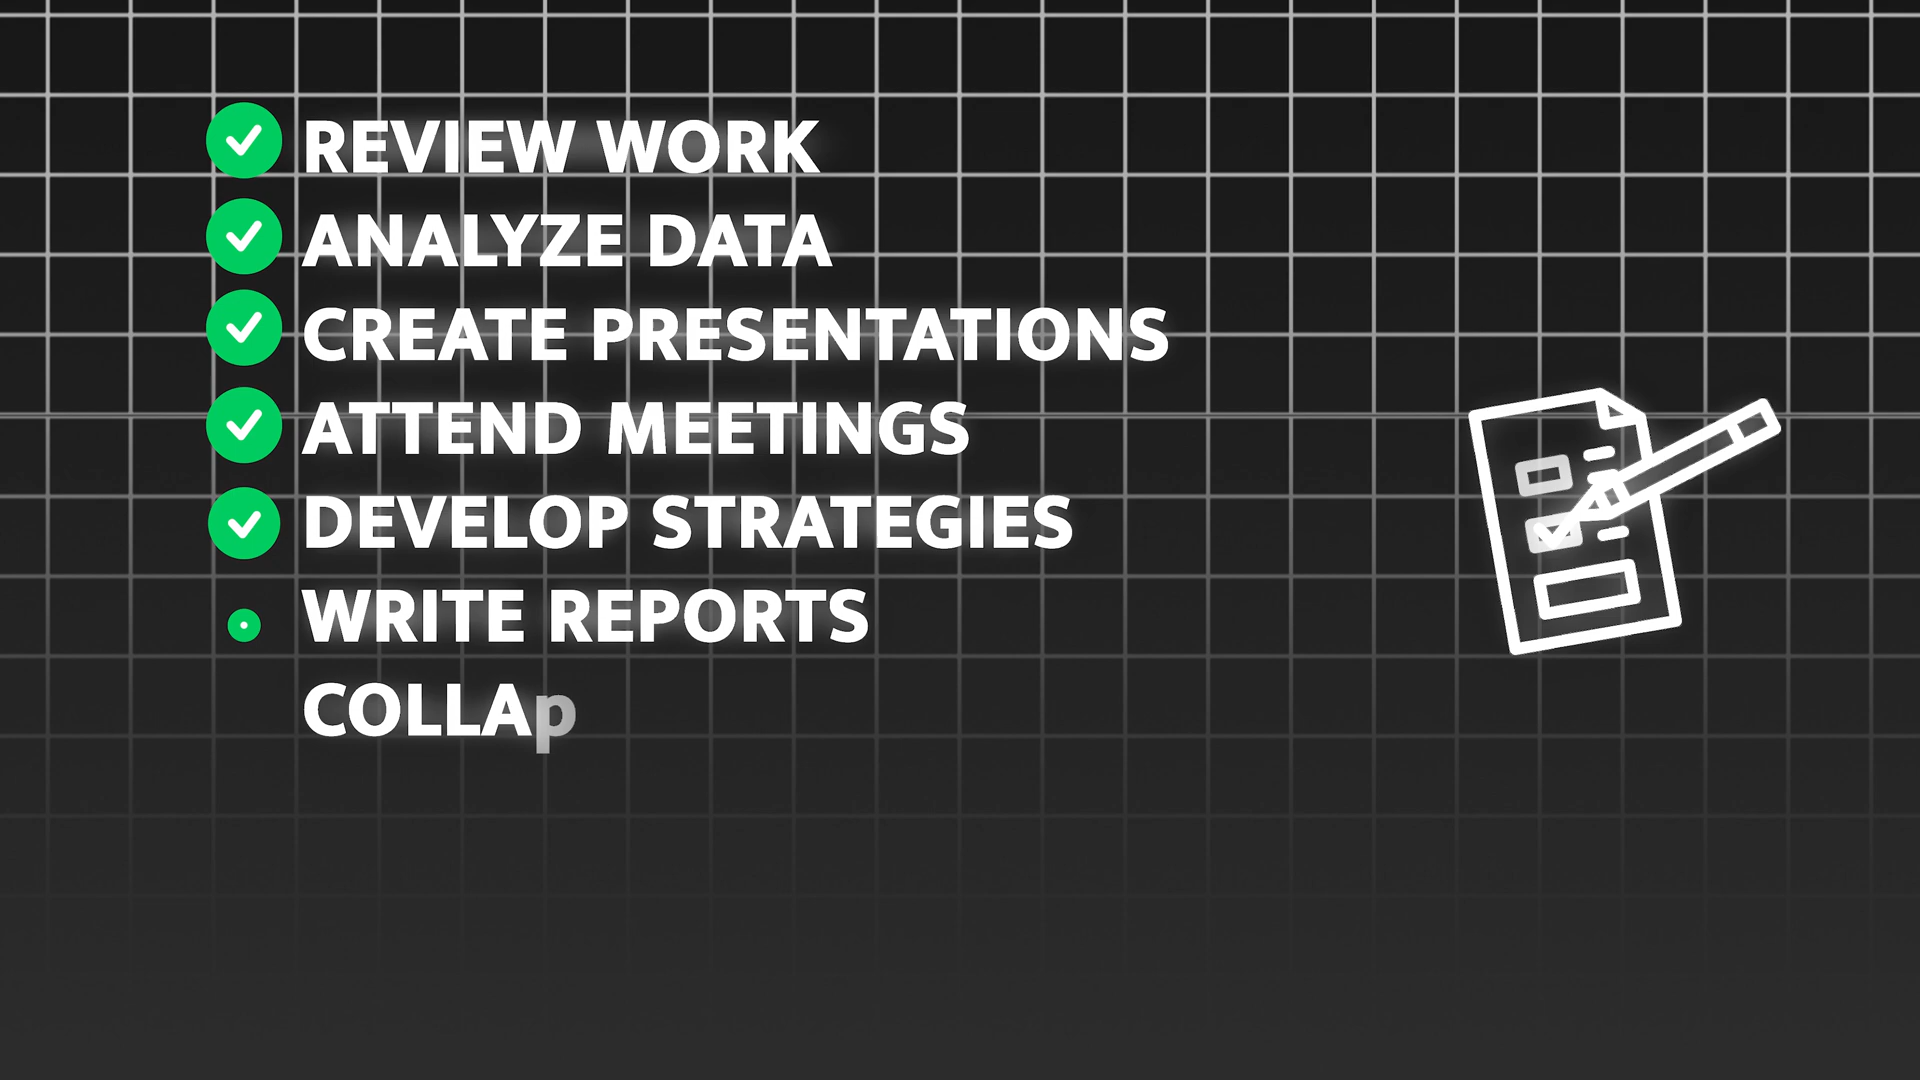 REVIEW WORK
ANALYZE DATA
CREATE PRESENTATIONS
ATTEND MEETINGS
DEVELOP STRATEGIES
WRITE REPORTS
COLLAp